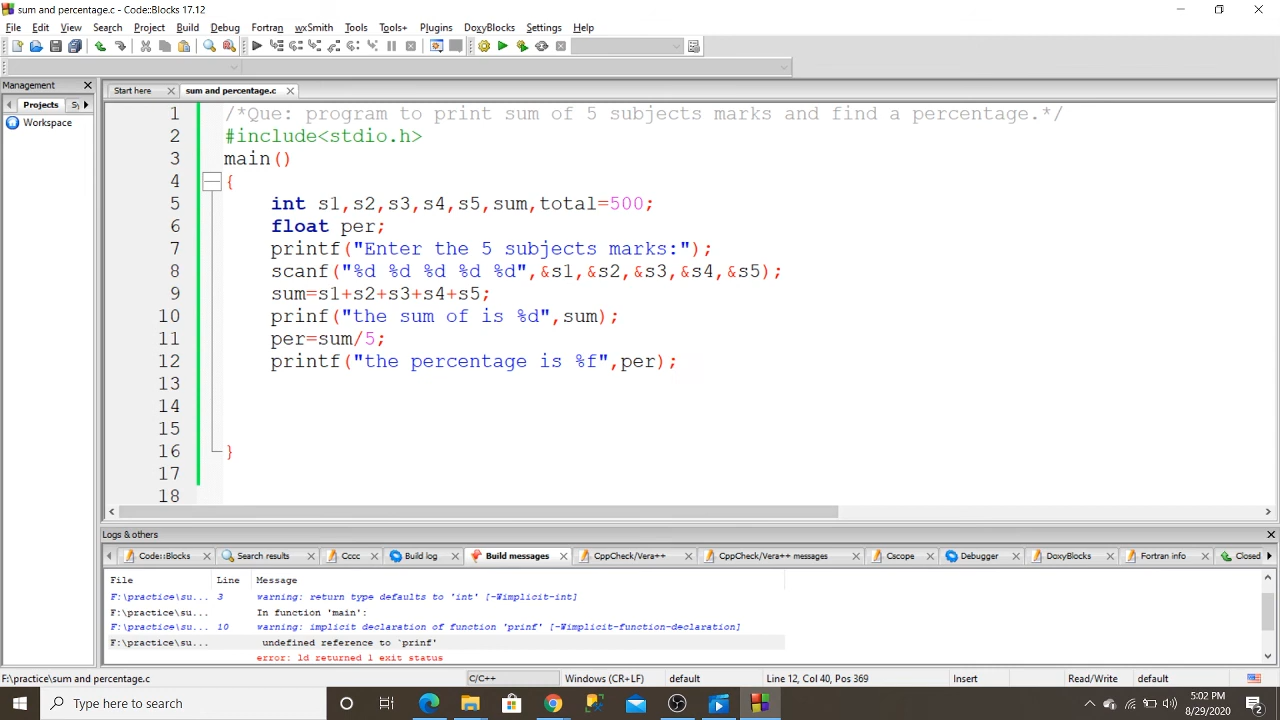 sum and percentage.c - Code::Blocks 17.12
File Edit View Search Project Build Debug Fortran wxSmith Tools Tools+ Plugins DoxyBlocks Settings Help
Management
Start here sum and percentage.c
Projects Sy
Workspace
1 /*Que: program to print sum of 5 subjects marks and find a percentage.*/
2 #include<stdio.h>
3 main()
4 {
5 int s1,s2,s3,s4,s5,sum,total=500;
6 float per;
7 printf("Enter the 5 subjects marks:");
8 scanf("%d %d %d %d %d",&s1,&s2,&s3,&s4,&s5);
9 sum=s1+s2+s3+s4+s5;
10 prinf("the sum of is %d",sum);
11 per=sum/5;
12 printf("the percentage is %f",per);
13
14
15
16 }
17
18
Logs & others
Code::Blocks Search results Cccc Build log Build messages CppCheck/Vera++ CppCheck/Vera++ messages Cscope Debugger DoxyBlocks Fortran info Closed
File Line Message
F:\practice\su... 3 warning: return type defaults to 'int' [-Wimplicit-int]
F:\practice\su... In function 'main':
F:\practice\su... 10 warning: implicit declaration of function 'prinf' [-Wimplicit-function-declaration]
F:\practice\su... undefined reference to `prinf'
error: ld returned 1 exit status
F:\practice\sum and percentage.c C/C++ Windows (CR+LF) default Line 12, Col 40, Pos 369 Insert Read/Write default
Type here to search
5:02 PM
8/29/2020
2